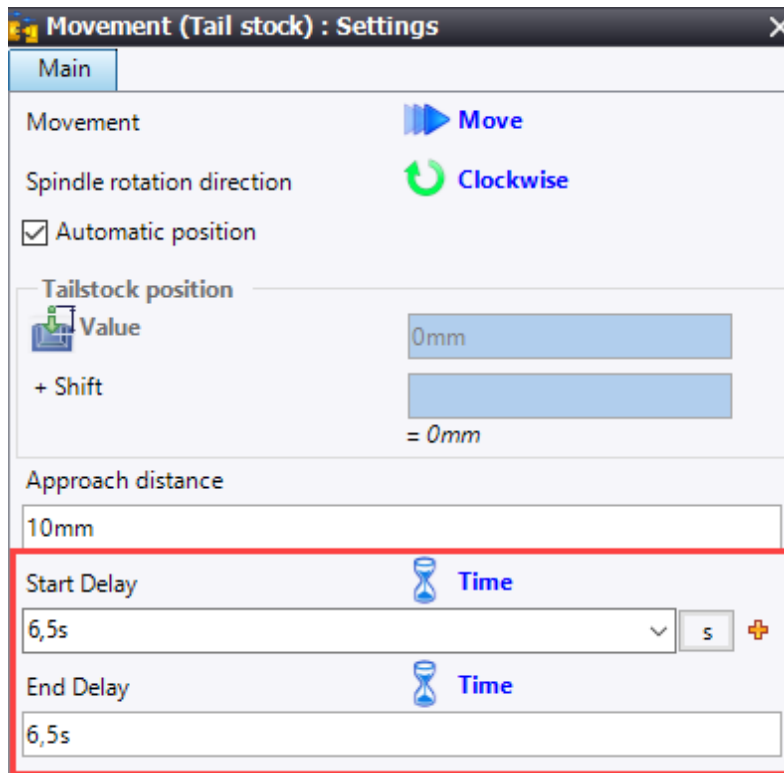 Movement (Tail stock) : Settings
Main
Movement Move
Spindle rotation direction Clockwise
Automatic position
Tailstock position
Value 0mm
+ Shift
= 0mm
Approach distance
10mm
Start Delay Time
6,5s s
End Delay Time
6,5s